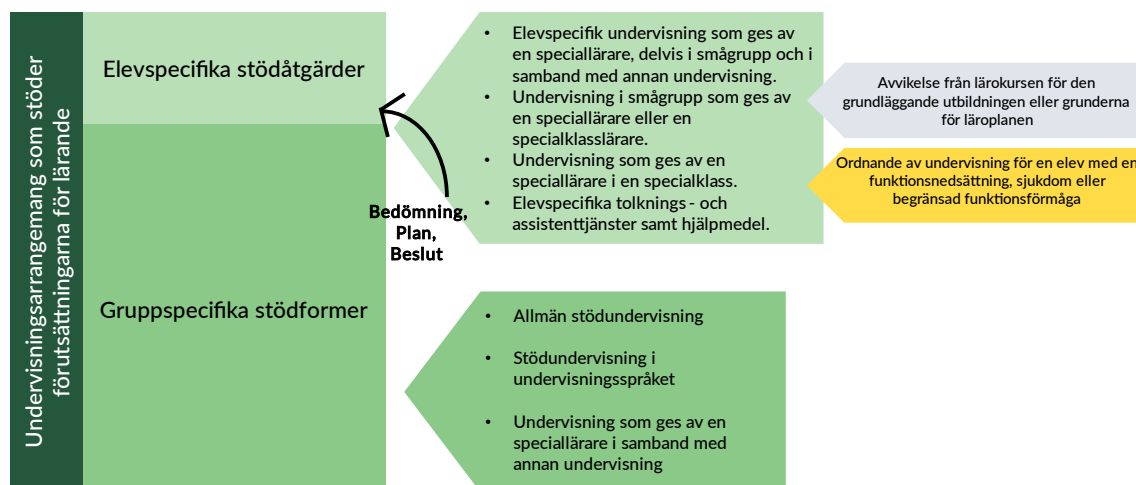 Undervisningsarrangemang som stöder
förutsättningarna för lärande
Elevspecifika stödåtgärder
Gruppspecifika stödformer
Bedömning,
Plan,
Beslut
• Elevspecifik undervisning som ges av
en speciallärare, delvis i smågrupp och i
samband med annan undervisning.
• Undervisning i smågrupp som ges av
en speciallärare eller en
specialklasslärare.
• Undervisning som ges av en
speciallärare i en specialklass.
• Elevspecifika tolknings - och
assistenttjänster samt hjälpmedel.
Avvikelse från lärokursen för den
grundläggande utbildningen eller grunderna
för läroplanen
Ordnande av undervisning för en elev med en
funktionsnedsättning, sjukdom eller
begränsad funktionsförmåga
• Allmän stödundervisning
• Stödundervisning i
undervisningsspråket
• Undervisning som ges av en
speciallärare i samband med
annan undervisning